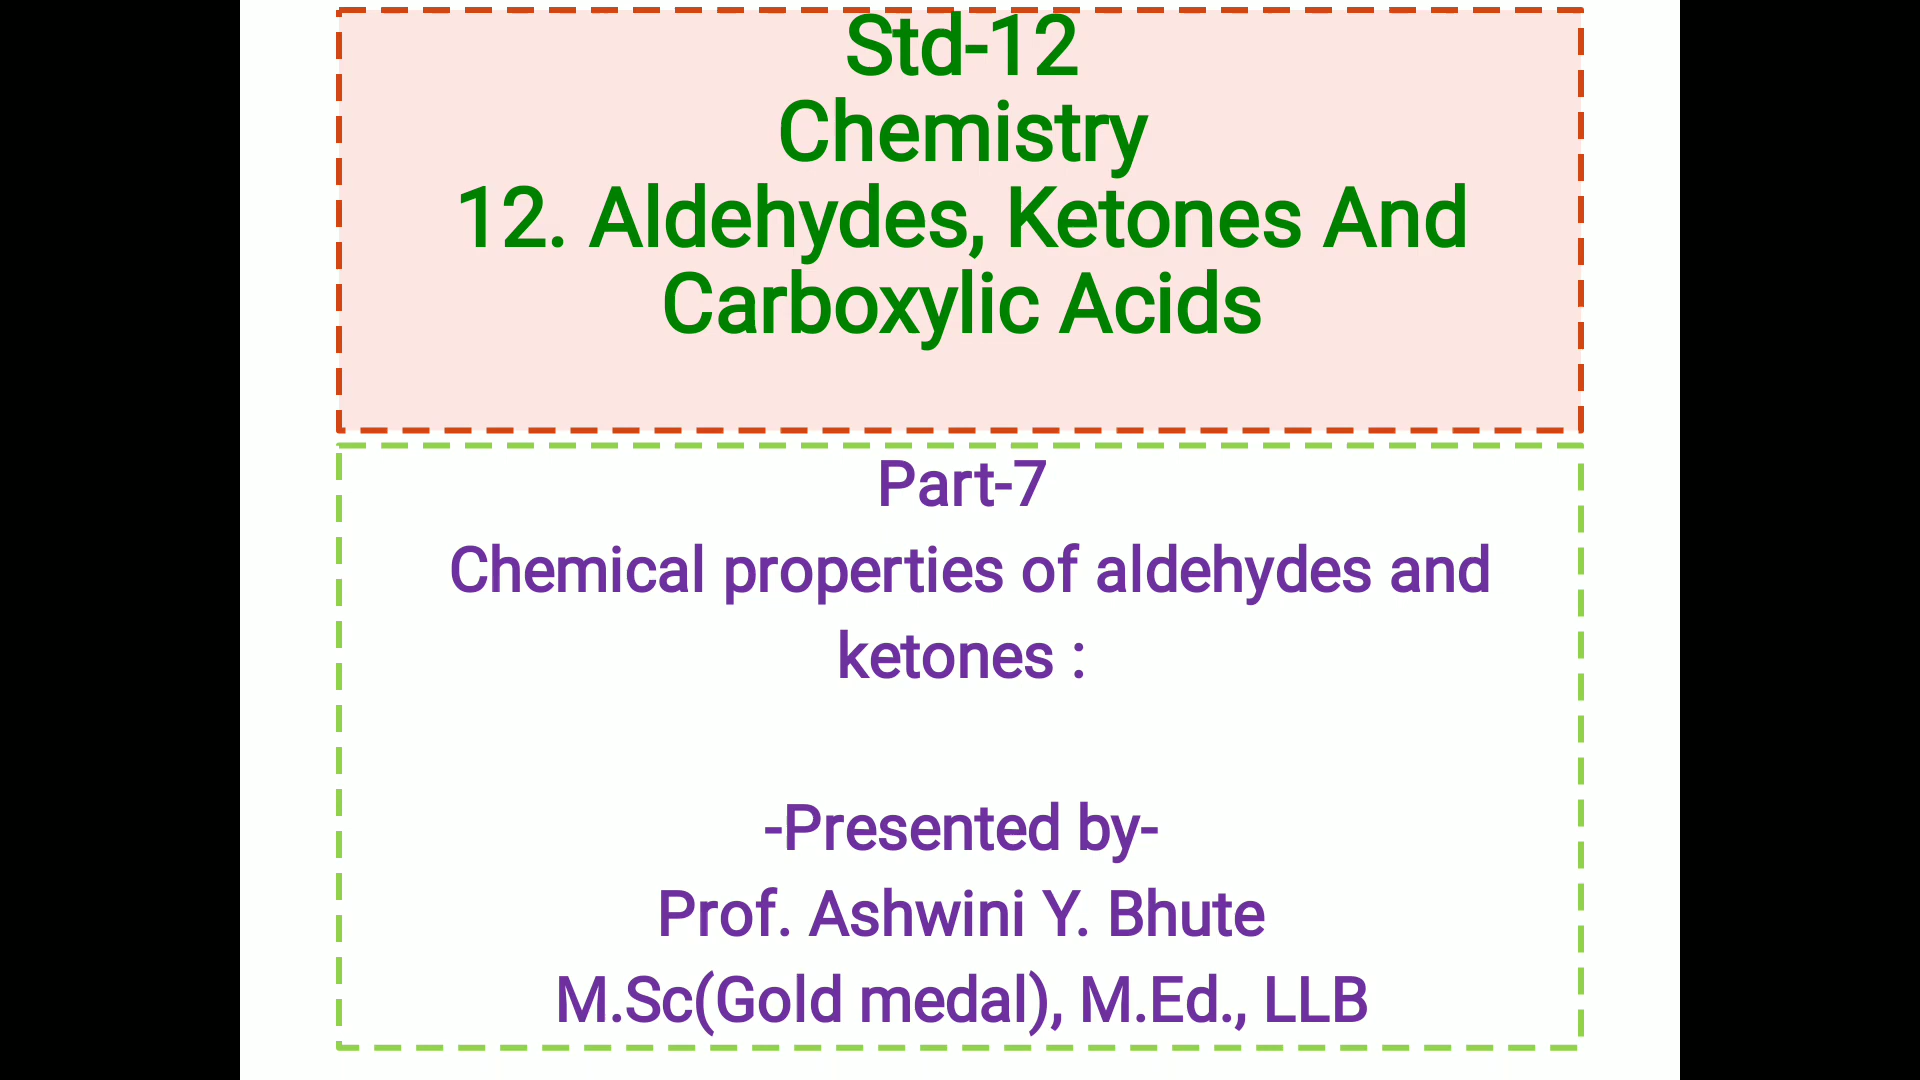 Std-12
Chemistry
12. Aldehydes, Ketones And
Carboxylic Acids
Part-7
Chemical properties of aldehydes and
ketones :
-Presented by-
Prof. Ashwini Y. Bhute
M.Sc(Gold medal), M.Ed., LLB